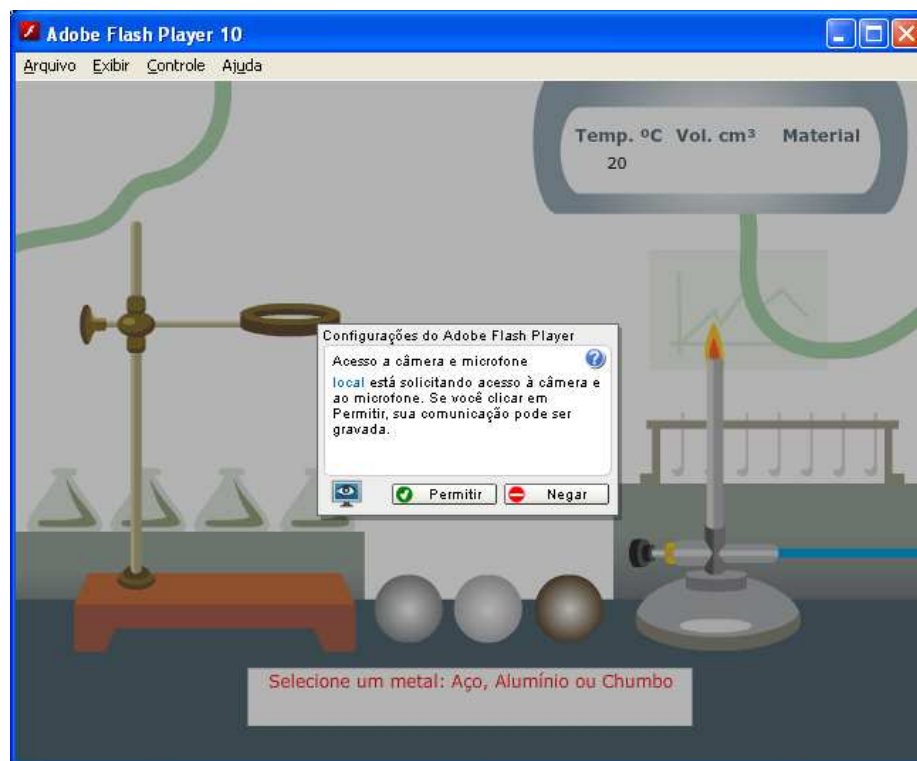 Adobe Flash Player 10
Arquivo Exibir Controle Ajuda
Temp. ºC Vol. cm³ Material
20
Configurações do Adobe Flash Player
Acesso a câmera e microfone
local está solicitando acesso à câmera e
ao microfone. Se você clicar em
Permitir, sua comunicação pode ser
gravada.
Permitir Negar
Selecione um metal: Aço, Alumínio ou Chumbo